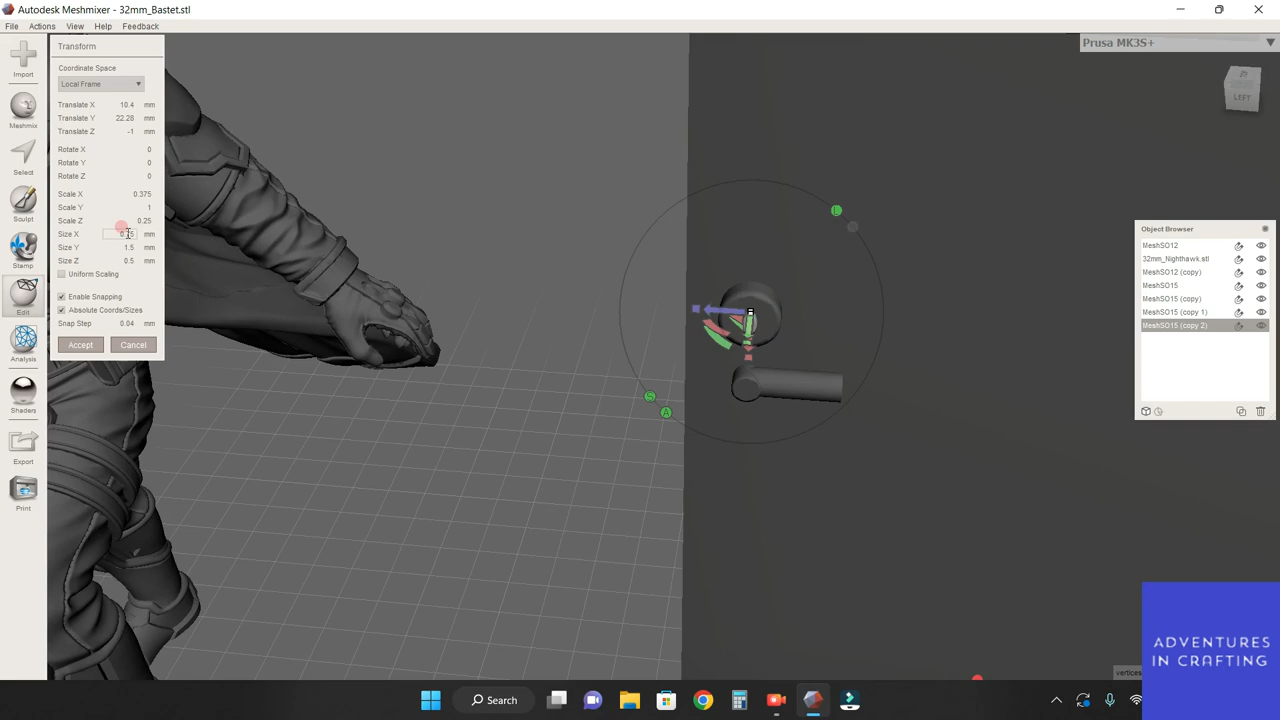 Autodesk Meshmixer - 32mm_Bastet.stl
File Actions View Help Feedback
Prusa MK3S+
Import
Meshmix
Select
Sculpt
Stamp
Edit
Analysis
Shaders
Export
Print
Transform
Coordinate Space
Local Frame
Translate X 10.4 mm
Translate Y 22.28 mm
Translate Z -1 mm
Rotate X 0
Rotate Y 0
Rotate Z 0
Scale X 0.375
Scale Y 1
Scale Z 0.25
Size X 0.75 mm
Size Y 1.5 mm
Size Z 0.5 mm
Uniform Scaling
Enable Snapping
Absolute Coords/Sizes
Snap Step 0.04 mm
Accept Cancel
LEFT
L
S
A
Object Browser
MeshSO12
32mm_Nighthawk.stl
MeshSO12 (copy)
MeshSO15
MeshSO15 (copy)
MeshSO15 (copy 1)
MeshSO15 (copy 2)
vertices
ADVENTURES
IN CRAFTING
Search